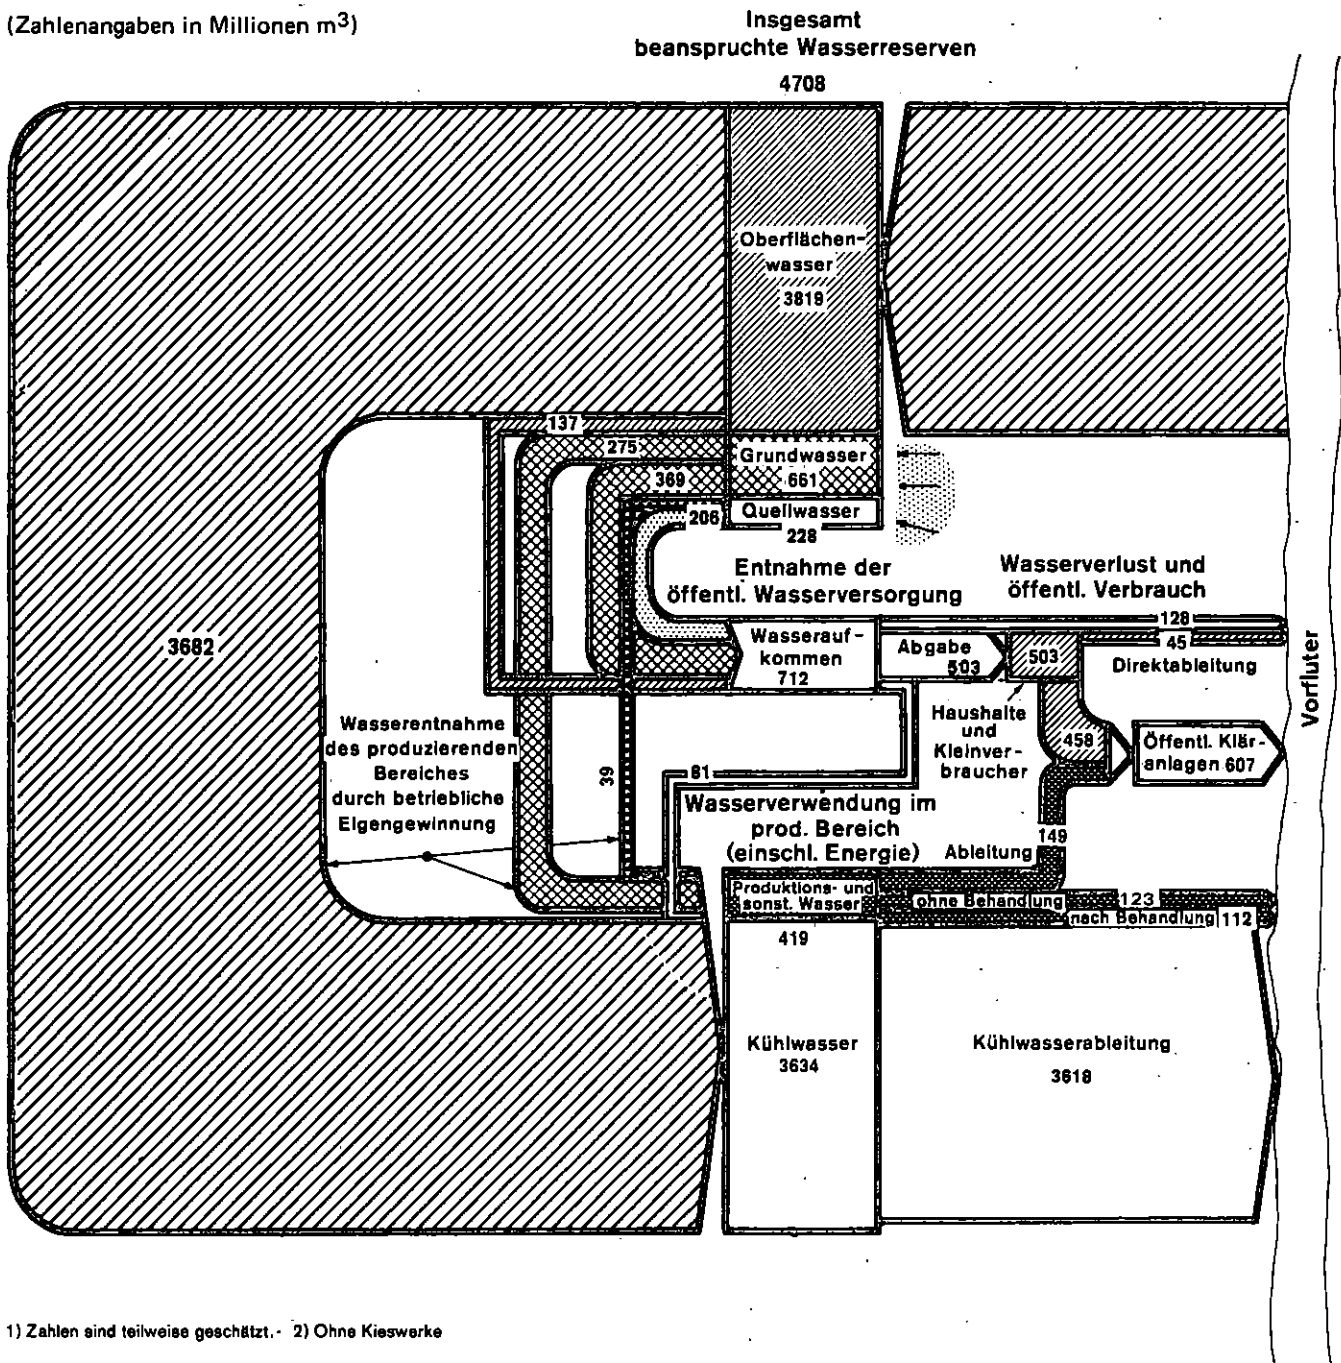 (Zahlenangaben in Millionen m³)
Insgesamt
beanspruchte Wasserreserven
4708
Oberflächen-
wasser
3819
137
275
Grundwasser
369
661
Quellwasser
206
228
Entnahme der
öffentl. Wasserversorgung
Wasserverlust und
öffentl. Verbrauch
128
3682
Wasserauf-
kommen
712
Abgabe
503
503
45
Direktableitung
Vorfluter
Wasserentnahme
des produzierenden
Bereiches
durch betriebliche
Eigengewinnung
Haushalte
und
Kleinver-
braucher
458
Öffentl. Klär-
anlagen 607
39
81
Wasserverwendung im
prod. Bereich
(einschl. Energie)
149
Ableitung
Produktions- und
sonst. Wasser
419
ohne Behandlung
123
nach Behandlung
112
Kühlwasser
3634
Kühlwasserableitung
3618
1) Zahlen sind teilweise geschätzt.- 2) Ohne Kieswerke